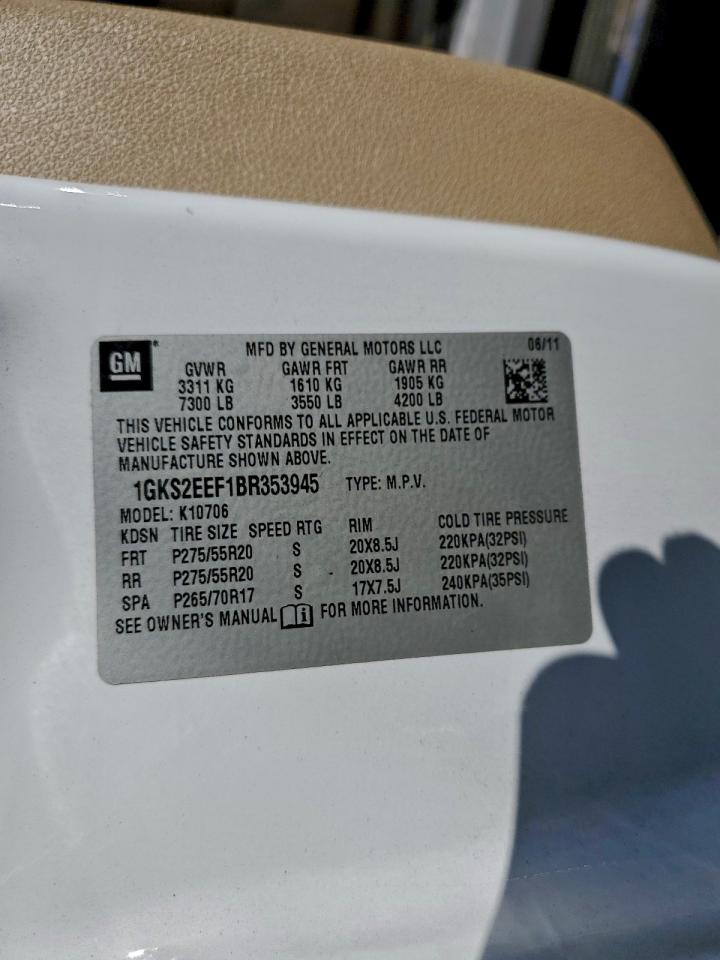 GM
MFD BY GENERAL MOTORS LLC 06/11
GVWR GAWR FRT GAWR RR
3311 KG 1610 KG 1905 KG
7300 LB 3550 LB 4200 LB
THIS VEHICLE CONFORMS TO ALL APPLICABLE U.S. FEDERAL MOTOR
VEHICLE SAFETY STANDARDS IN EFFECT ON THE DATE OF
MANUFACTURE SHOWN ABOVE.
1GKS2EEF1BR353945 TYPE: M.P.V.
MODEL: K10706
KDSN TIRE SIZE SPEED RTG RIM COLD TIRE PRESSURE
FRT P275/55R20 S 20X8.5J 220KPA(32PSI)
RR P275/55R20 S 20X8.5J 220KPA(32PSI)
SPA P265/70R17 S 17X7.5J 240KPA(35PSI)
SEE OWNER'S MANUAL i FOR MORE INFORMATION.